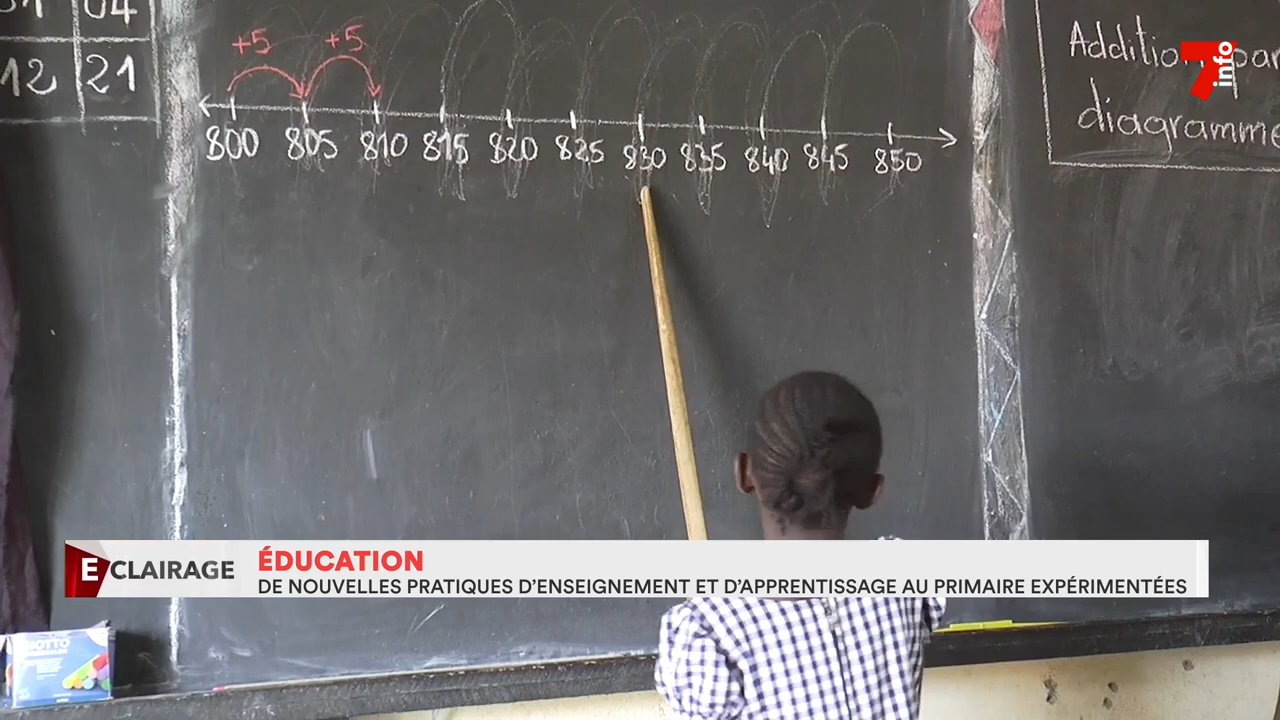 04
12 21
+5 +5
800 805 810 815 820 825 830 835 840 845 850
Addition par
diagramme
7info
ECLAIRAGE
ÉDUCATION
DE NOUVELLES PRATIQUES D'ENSEIGNEMENT ET D'APPRENTISSAGE AU PRIMAIRE EXPÉRIMENTÉES